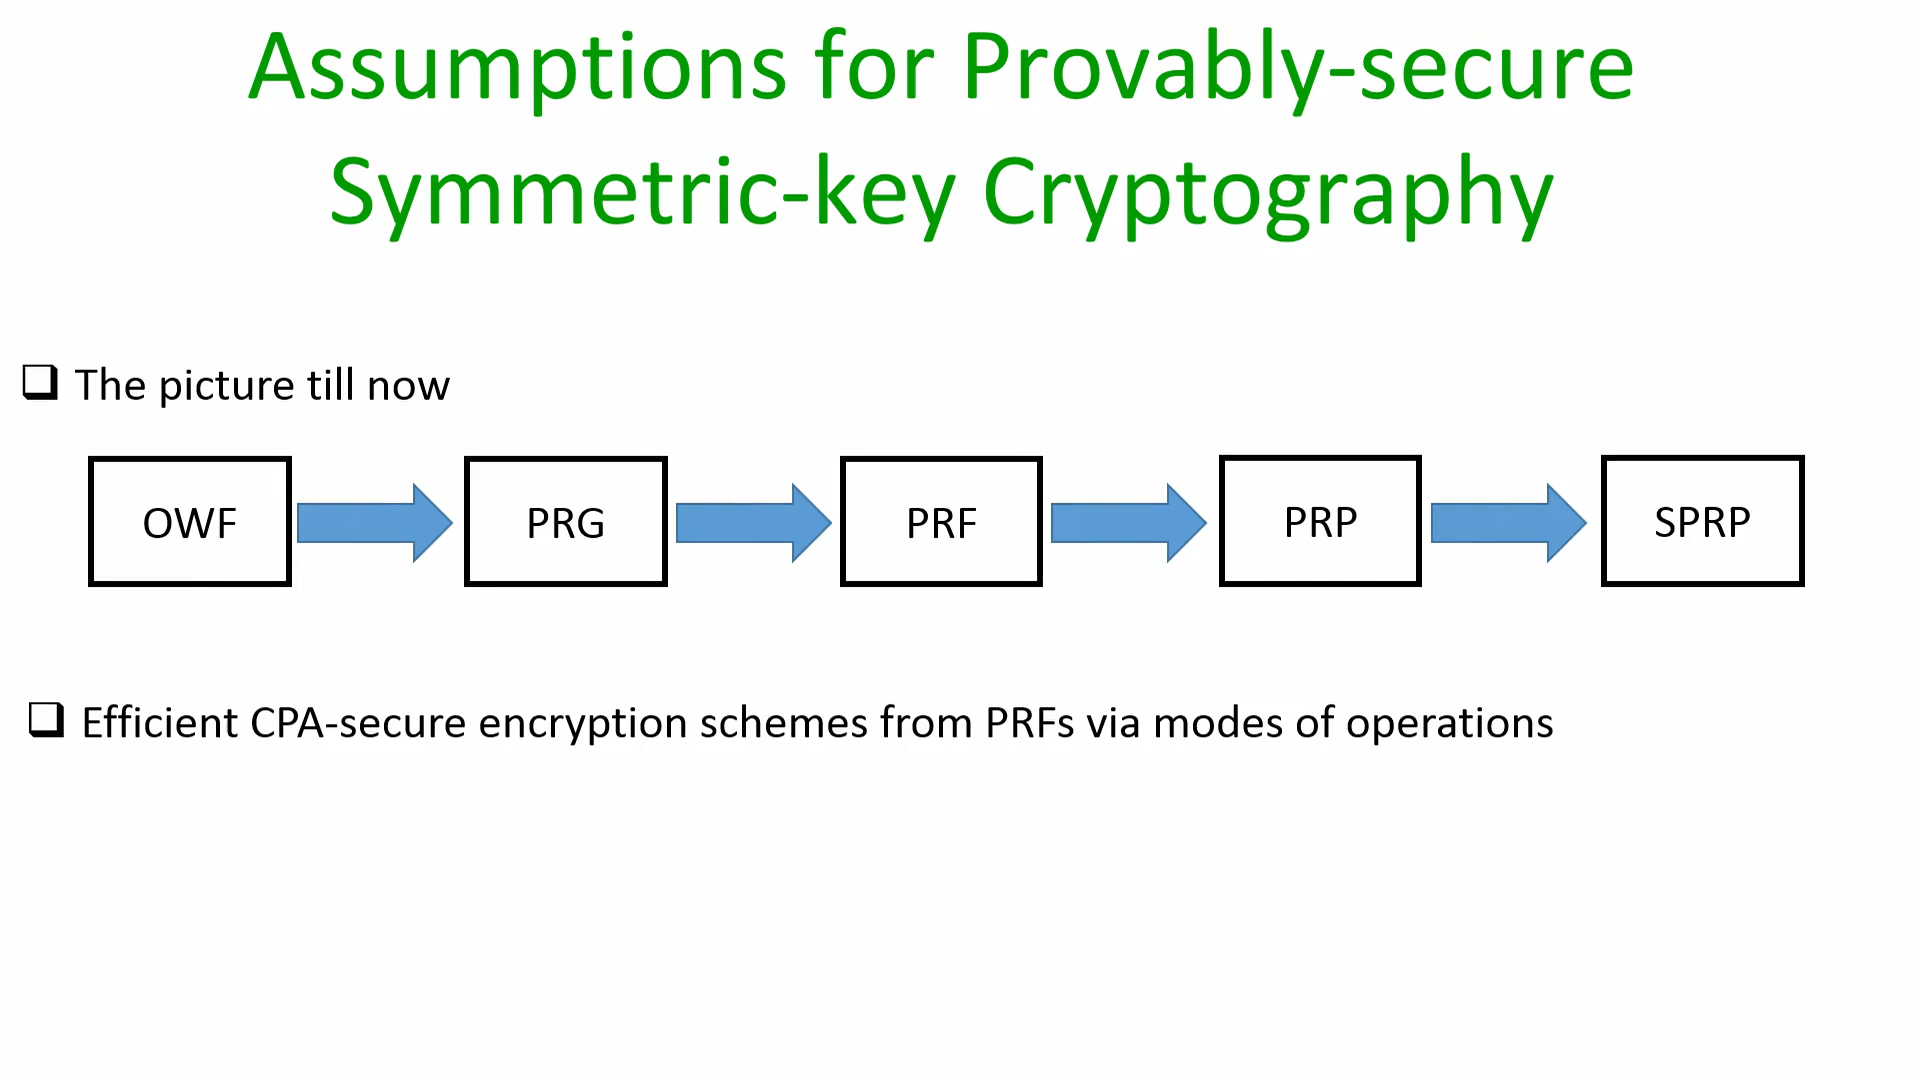 Assumptions for Provably-secure
Symmetric-key Cryptography
The picture till now
OWF
PRG
PRF
PRP
SPRP
Efficient CPA-secure encryption schemes from PRFs via modes of operations